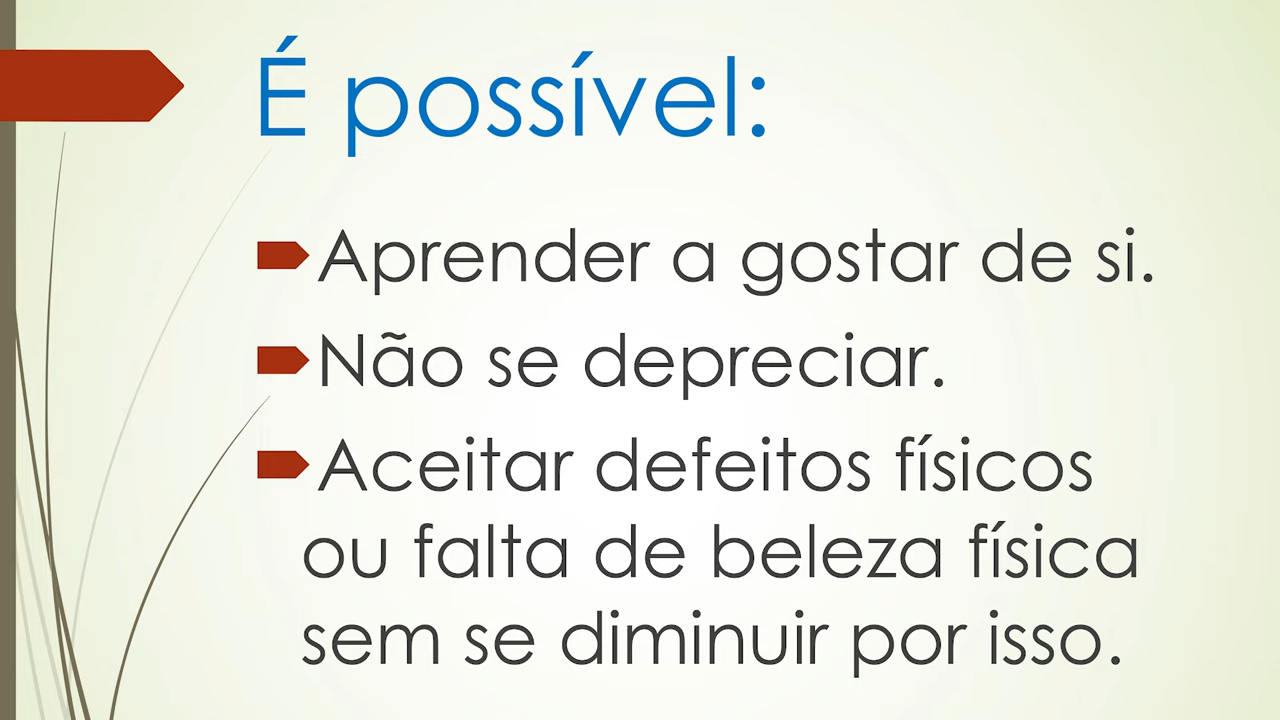 É possível:
Aprender a gostar de si.
Não se depreciar.
Aceitar defeitos físicos
ou falta de beleza física
sem se diminuir por isso.